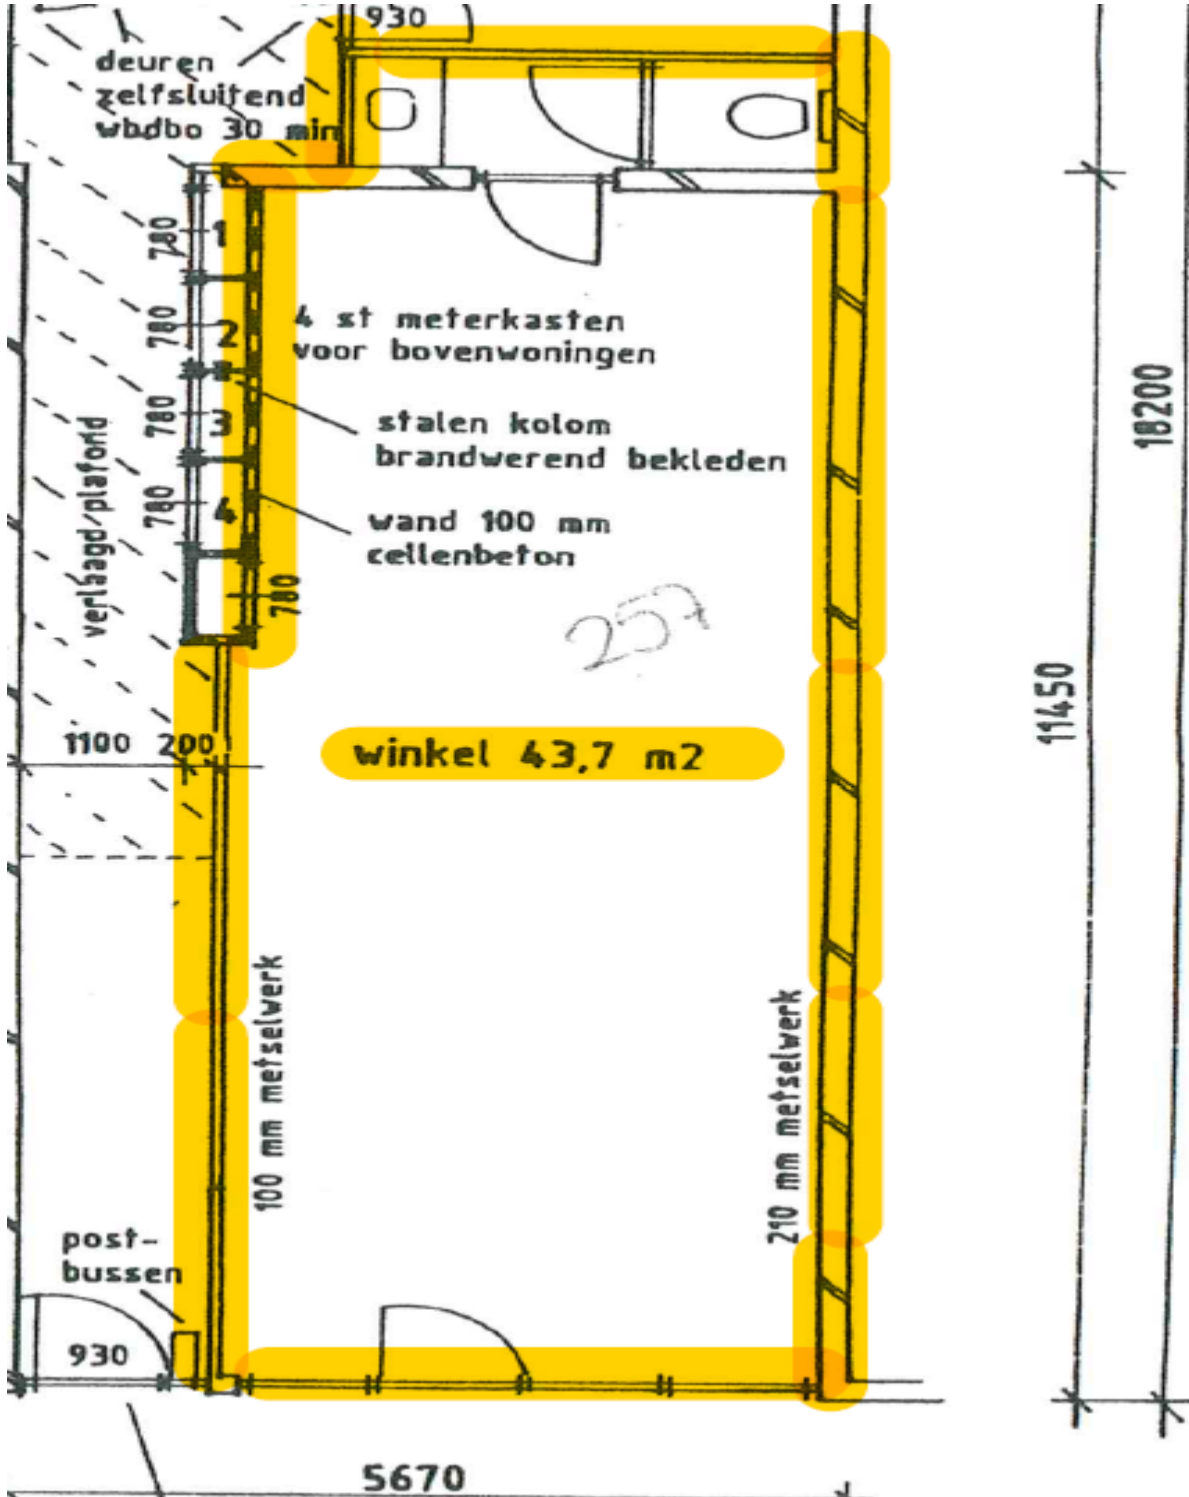 930
deuren
zelfsluitend
wbdbo 30 min
780
1
780
2
780
3
780
4
780
4 st meterkasten
voor bovenwoningen
stalen kolom
brandwerend bekleden
wand 100 mm
cellenbeton
verlaagd/plafond
257
18200
11450
1100 200
winkel 43,7 m2
100 mm metselwerk
210 mm metselwerk
post-
bussen
930
5670